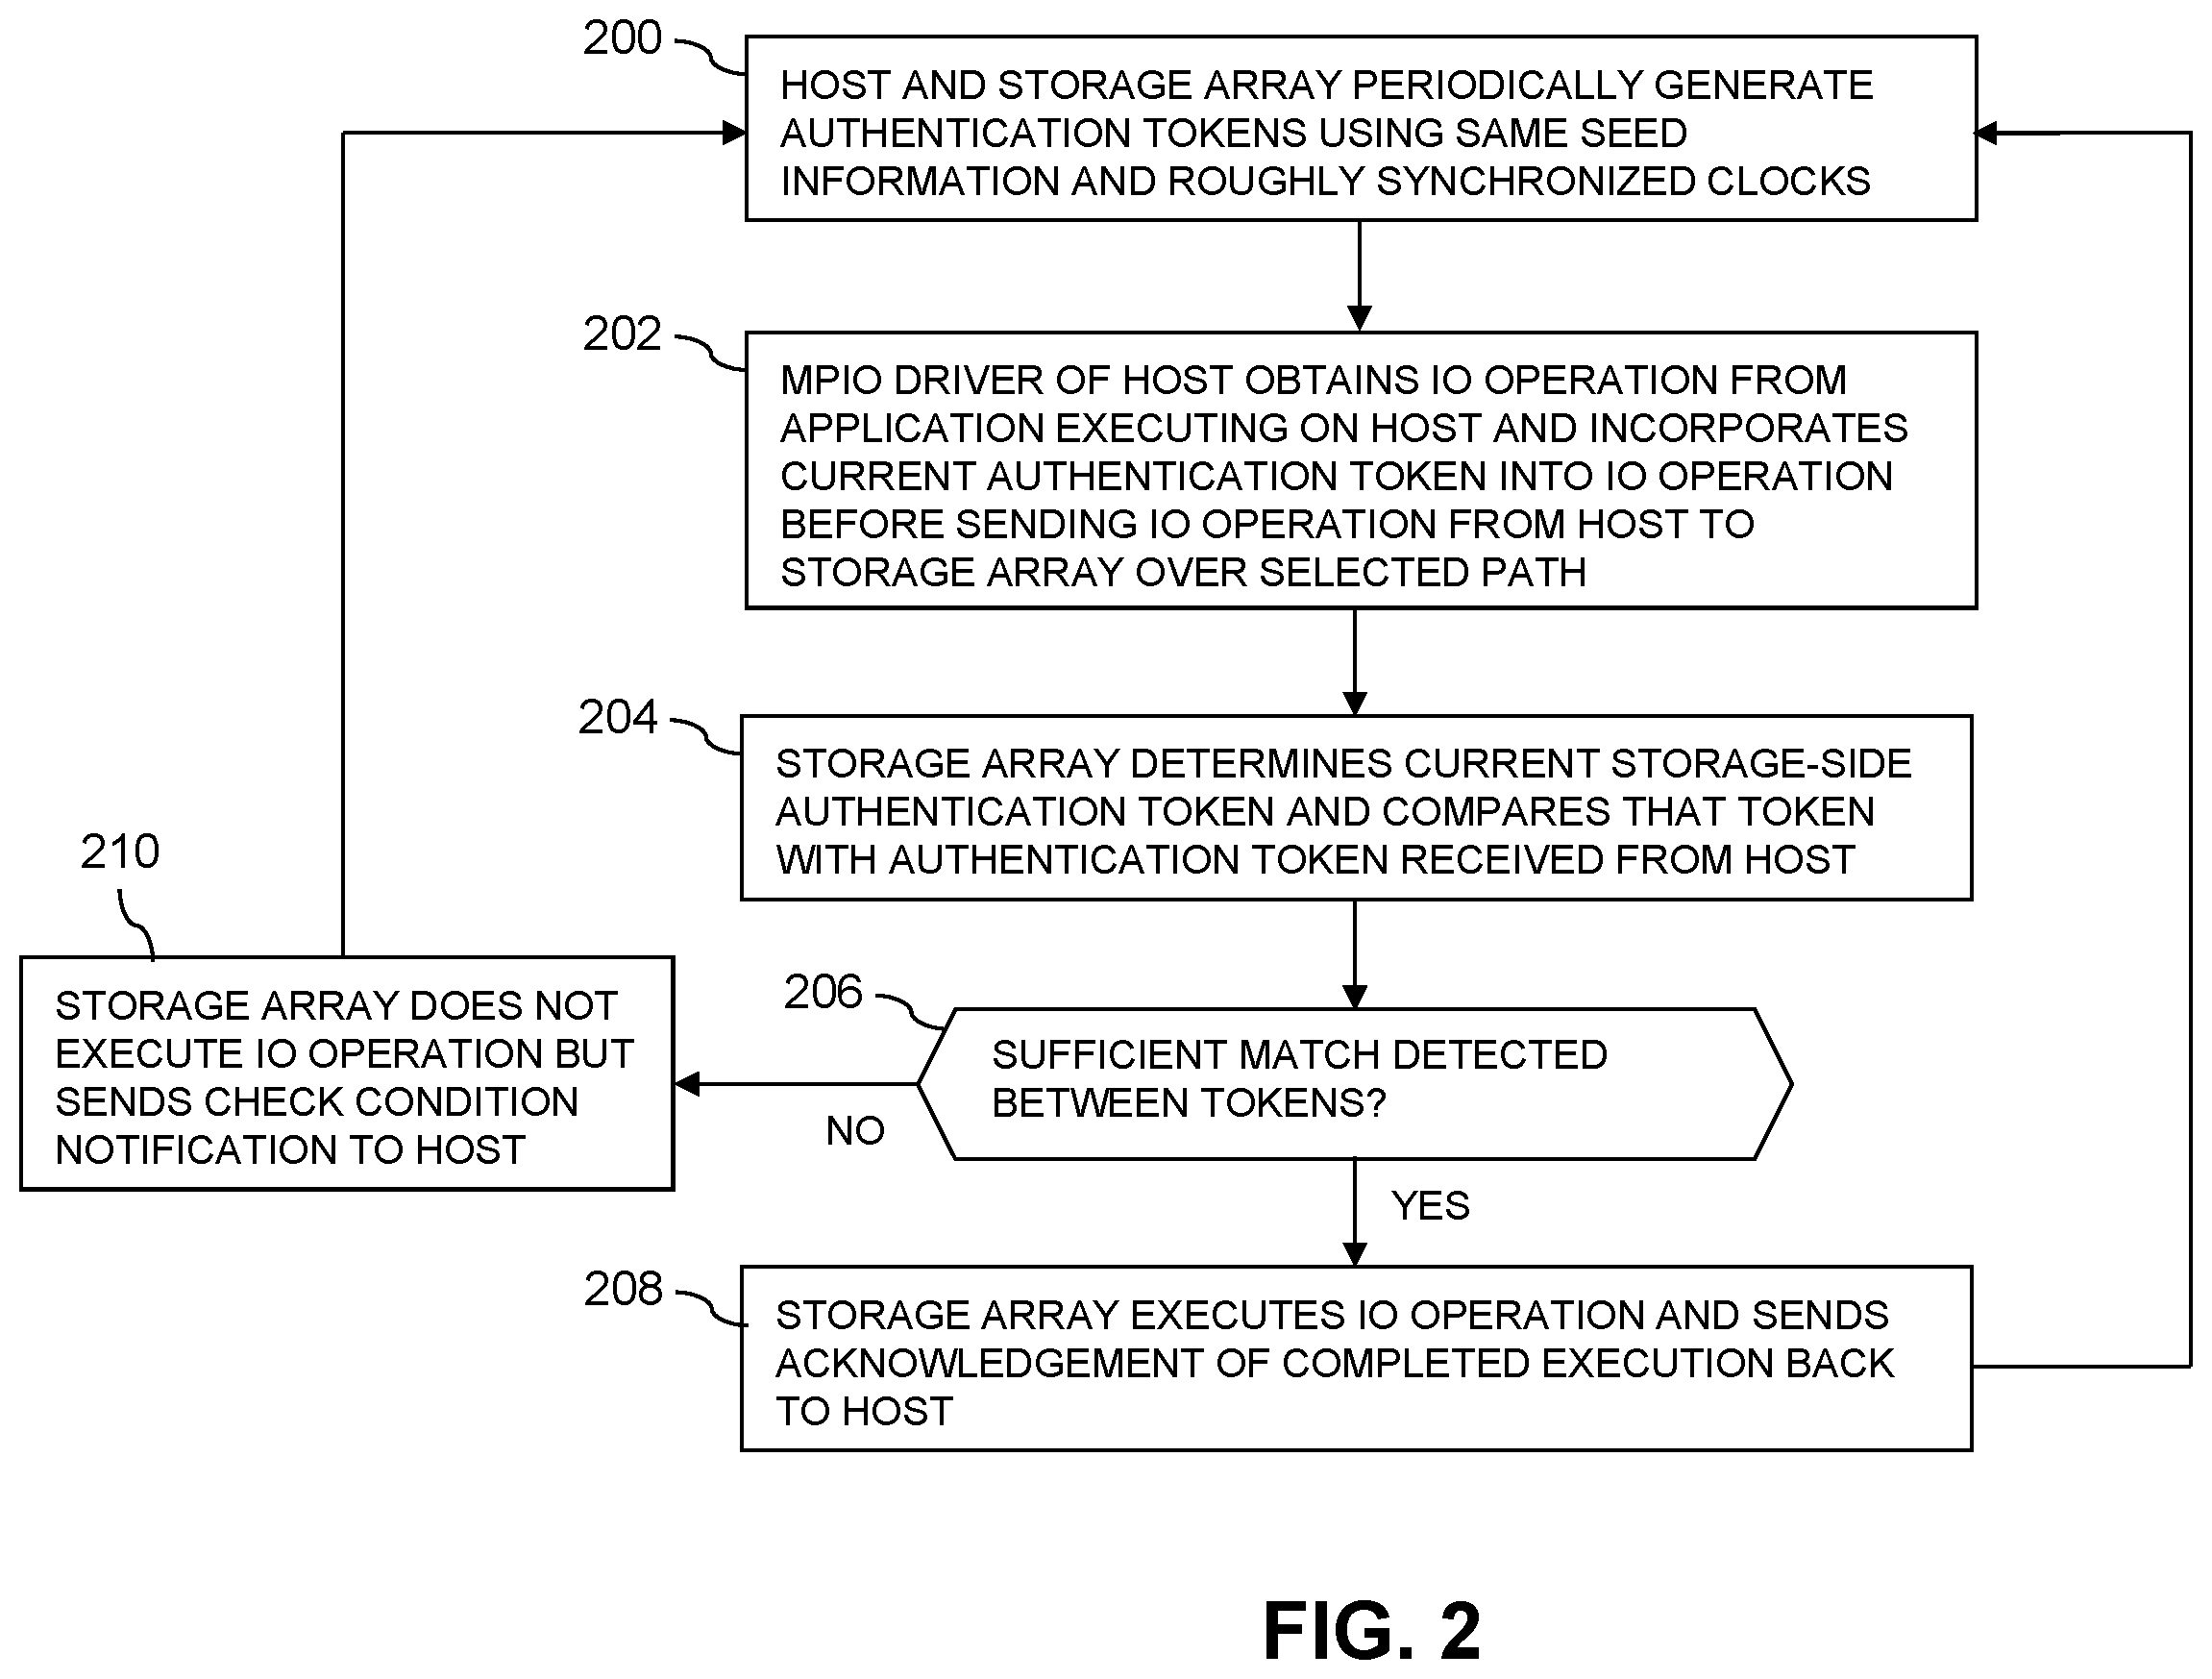 200
HOST AND STORAGE ARRAY PERIODICALLY GENERATE
AUTHENTICATION TOKENS USING SAME SEED
INFORMATION AND ROUGHLY SYNCHRONIZED CLOCKS
202
MPIO DRIVER OF HOST OBTAINS IO OPERATION FROM
APPLICATION EXECUTING ON HOST AND INCORPORATES
CURRENT AUTHENTICATION TOKEN INTO IO OPERATION
BEFORE SENDING IO OPERATION FROM HOST TO
STORAGE ARRAY OVER SELECTED PATH
204
STORAGE ARRAY DETERMINES CURRENT STORAGE-SIDE
AUTHENTICATION TOKEN AND COMPARES THAT TOKEN
WITH AUTHENTICATION TOKEN RECEIVED FROM HOST
206
SUFFICIENT MATCH DETECTED
BETWEEN TOKENS?
NO
210
STORAGE ARRAY DOES NOT
EXECUTE IO OPERATION BUT
SENDS CHECK CONDITION
NOTIFICATION TO HOST
YES
208
STORAGE ARRAY EXECUTES IO OPERATION AND SENDS
ACKNOWLEDGEMENT OF COMPLETED EXECUTION BACK
TO HOST
FIG. 2